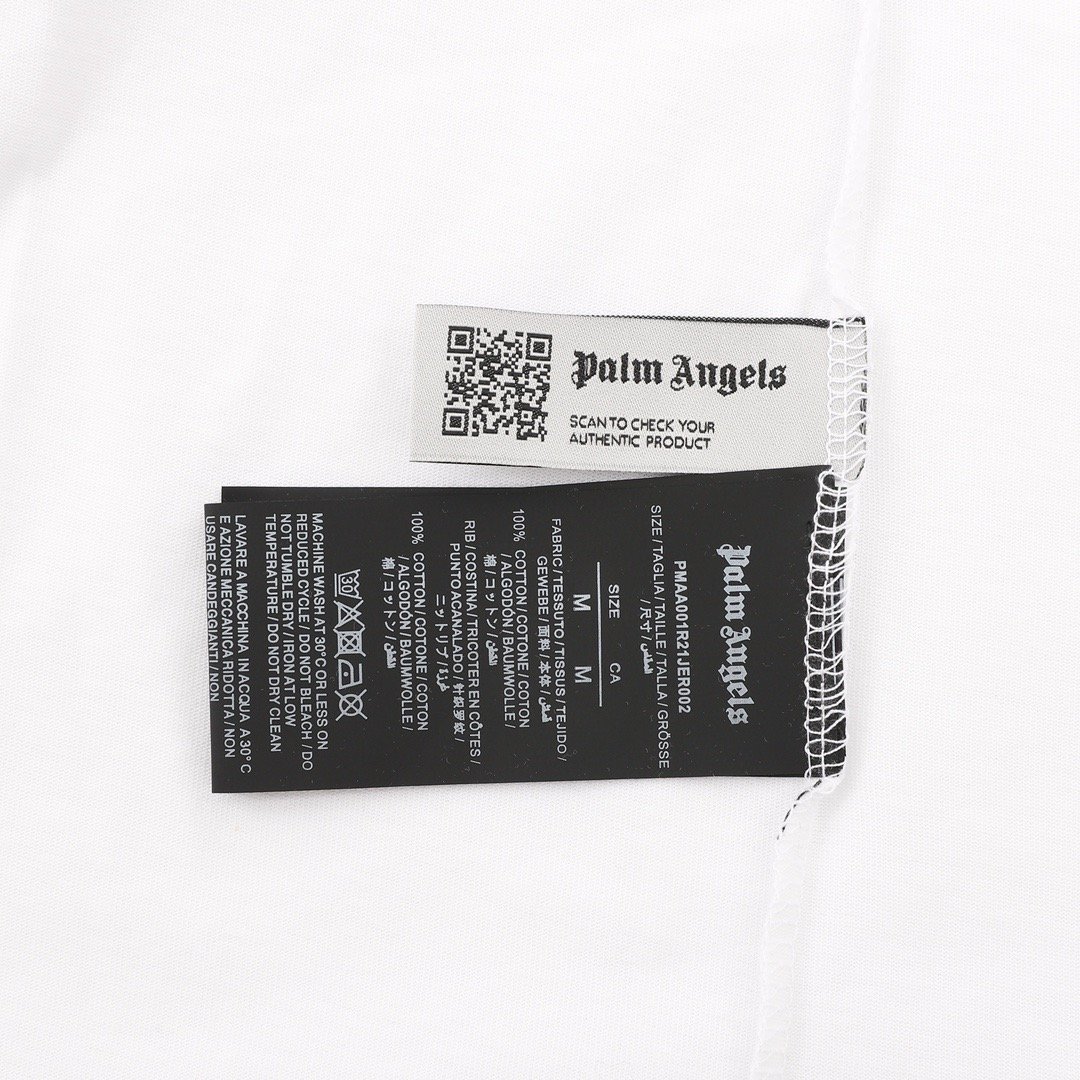 Palm Angels
SCAN TO CHECK YOUR
AUTHENTIC PRODUCT
Palm Angels
PMAA001R21JER002
SIZE / TAGLIA / TAILLE / TALLA / GRÖSSE
/ 尺寸 /
SIZE CA
M M
FABRIC / TESSUTO / TISSUS / TEJIDO /
GEWEBE / 面料 / 本体 /
100% COTTON / COTONE / COTON
/ ALGODÓN / BAUMWOLLE /
棉 / コットン / القطن
RIB / COSTINA / TRICOTER EN CÔTES /
PUNTO ACANALADO / 针织罗纹 /
ニットリブ /
100% COTTON / COTONE / COTON
/ ALGODÓN / BAUMWOLLE /
棉 / コットン / القطن
30
MACHINE WASH AT 30°C OR LESS ON
REDUCED CYCLE / DO NOT BLEACH / DO
NOT TUMBLE DRY / IRON AT LOW
TEMPERATURE / DO NOT DRY CLEAN
LAVARE A MACCHINA IN ACQUA A 30°C
E AZIONE MECCANICA RIDOTTA / NON
USARE CANDEGGIANTI / NON